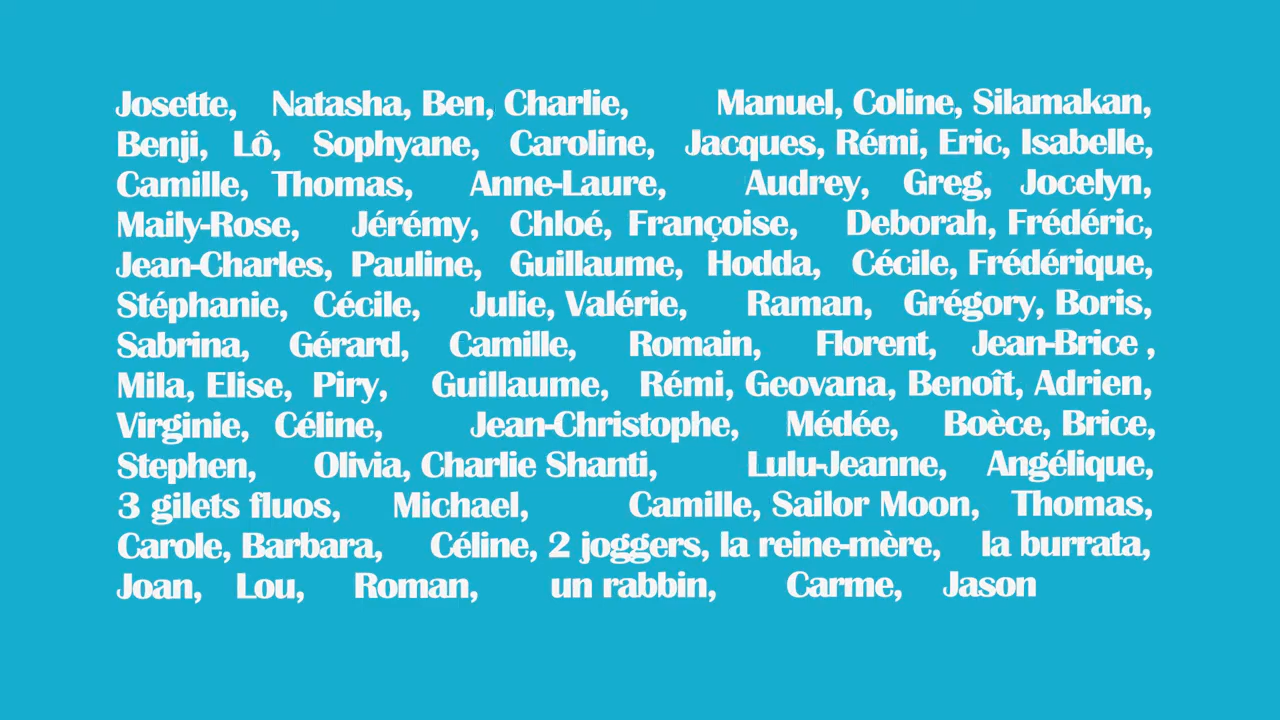 Josette, Natasha, Ben, Charlie, Manuel, Coline, Silamakan,
Benji, Lô, Sophyane, Caroline, Jacques, Rémi, Eric, Isabelle,
Camille, Thomas, Anne-Laure, Audrey, Greg, Jocelyn,
Maily-Rose, Jérémy, Chloé, Françoise, Deborah, Frédéric,
Jean-Charles, Pauline, Guillaume, Hodda, Cécile, Frédérique,
Stéphanie, Cécile, Julie, Valérie, Raman, Grégory, Boris,
Sabrina, Gérard, Camille, Romain, Florent, Jean-Brice ,
Mila, Elise, Piry, Guillaume, Rémi, Geovana, Benoît, Adrien,
Virginie, Céline, Jean-Christophe, Médée, Boèce, Brice,
Stephen, Olivia, Charlie Shanti, Lulu-Jeanne, Angélique,
3 gilets fluos, Michael, Camille, Sailor Moon, Thomas,
Carole, Barbara, Céline, 2 joggers, la reine-mère, la burrata,
Joan, Lou, Roman, un rabbin, Carme, Jason